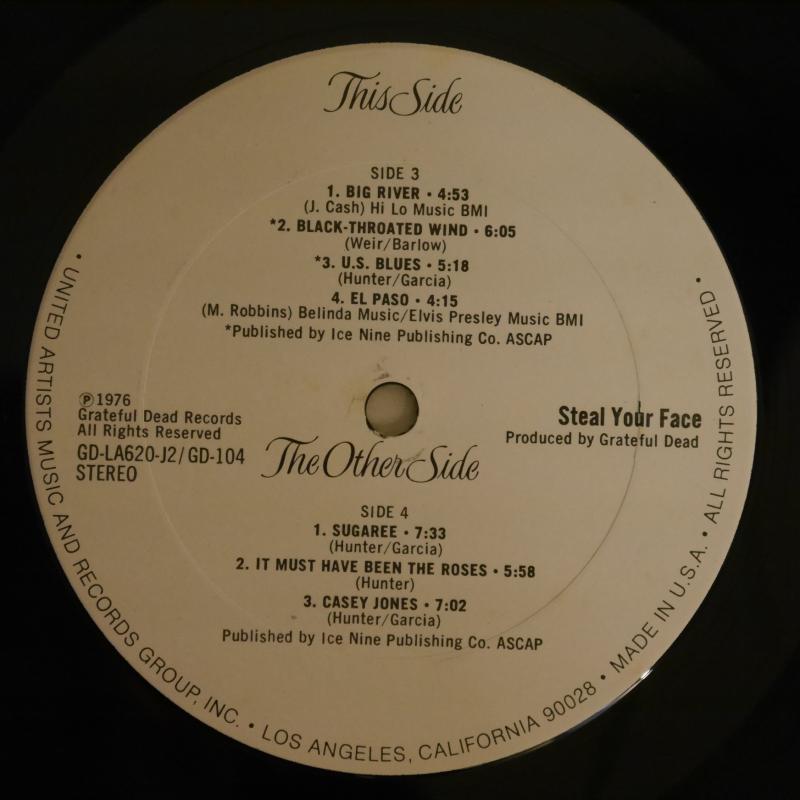 This Side
SIDE 3
1. BIG RIVER • 4:53
(J. Cash) Hi Lo Music BMI
*2. BLACK-THROATED WIND • 6:05
(Weir/Barlow)
*3. U.S. BLUES • 5:18
(Hunter/Garcia)
4. EL PASO • 4:15
(M. Robbins) Belinda Music/Elvis Presley Music BMI
*Published by Ice Nine Publishing Co. ASCAP
℗1976
Grateful Dead Records
All Rights Reserved
GD-LA620-J2/GD-104
STEREO
Steal Your Face
Produced by Grateful Dead
The Other Side
SIDE 4
1. SUGAREE • 7:33
(Hunter/Garcia)
2. IT MUST HAVE BEEN THE ROSES • 5:58
(Hunter)
3. CASEY JONES • 7:02
(Hunter/Garcia)
Published by Ice Nine Publishing Co. ASCAP
• UNITED ARTISTS MUSIC AND RECORDS GROUP, INC. • LOS ANGELES, CALIFORNIA 90028 • MADE IN U.S.A. • ALL RIGHTS RESERVED •